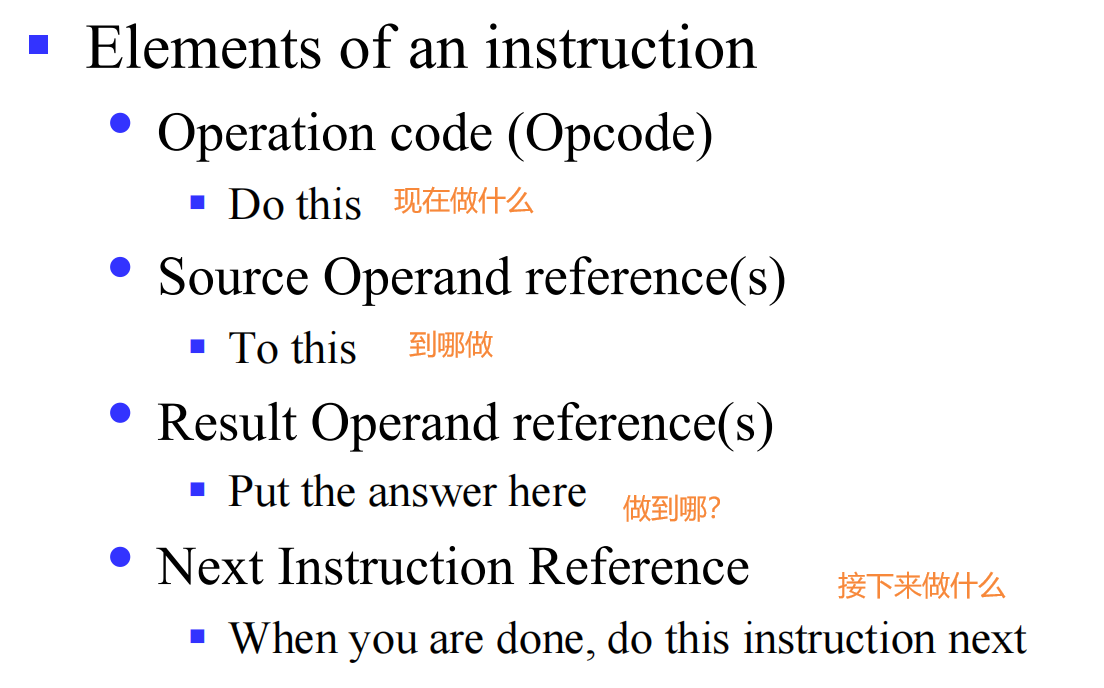 Elements of an instruction
Operation code (Opcode)
Do this 现在做什么
Source Operand reference(s)
To this 到哪做
Result Operand reference(s)
Put the answer here 做到哪?
Next Instruction Reference 接下来做什么
When you are done, do this instruction next